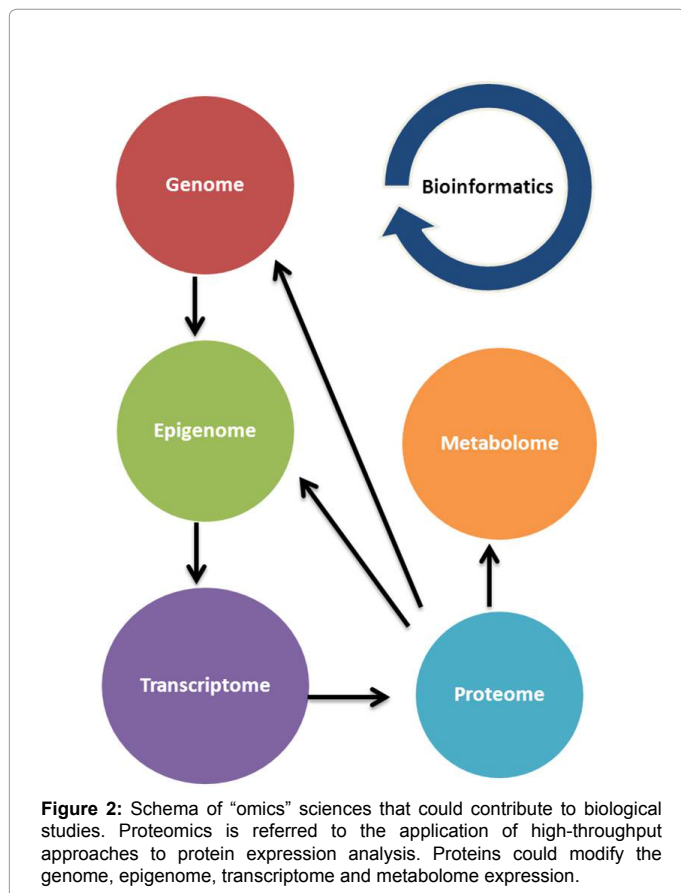 Genome
Bioinformatics
Epigenome
Metabolome
Transcriptome
Proteome
Figure 2: Schema of “omics” sciences that could contribute to biological
studies. Proteomics is referred to the application of high-throughput
approaches to protein expression analysis. Proteins could modify the
genome, epigenome, transcriptome and metabolome expression.